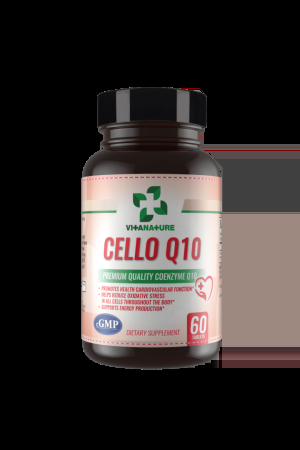 VITANATURE
CELLO Q10
PREMIUM QUALITY COENZYME Q10
• PROMOTES HEALTH CARDIOVASCULAR FUNCTION*
• HELPS REDUCE OXIDATIVE STRESS
IN ALL CELLS THROUGHOUT THE BODY*
• SUPPORTS ENERGY PRODUCTION*
cGMP
DIETARY SUPPLEMENT
60
TABLETS